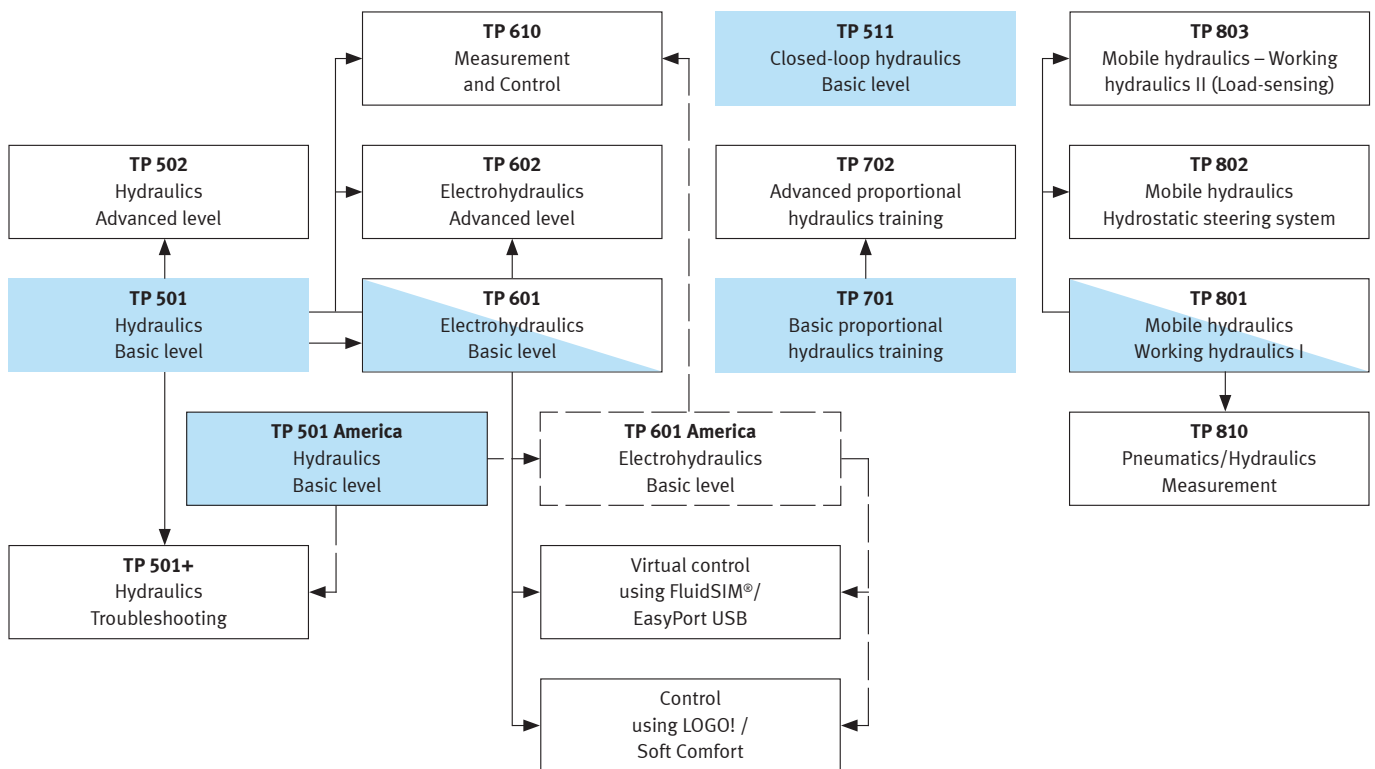 TP 610
Measurement
and Control
TP 511
Closed-loop hydraulics
Basic level
TP 803
Mobile hydraulics – Working
hydraulics II (Load-sensing)
TP 502
Hydraulics
Advanced level
TP 602
Electrohydraulics
Advanced level
TP 702
Advanced proportional
hydraulics training
TP 802
Mobile hydraulics
Hydrostatic steering system
TP 501
Hydraulics
Basic level
TP 601
Electrohydraulics
Basic level
TP 701
Basic proportional
hydraulics training
TP 801
Mobile hydraulics
Working hydraulics I
TP 501 America
Hydraulics
Basic level
TP 601 America
Electrohydraulics
Basic level
TP 810
Pneumatics/Hydraulics
Measurement
TP 501+
Hydraulics
Troubleshooting
Virtual control
using FluidSIM®/
EasyPort USB
Control
using LOGO! /
Soft Comfort